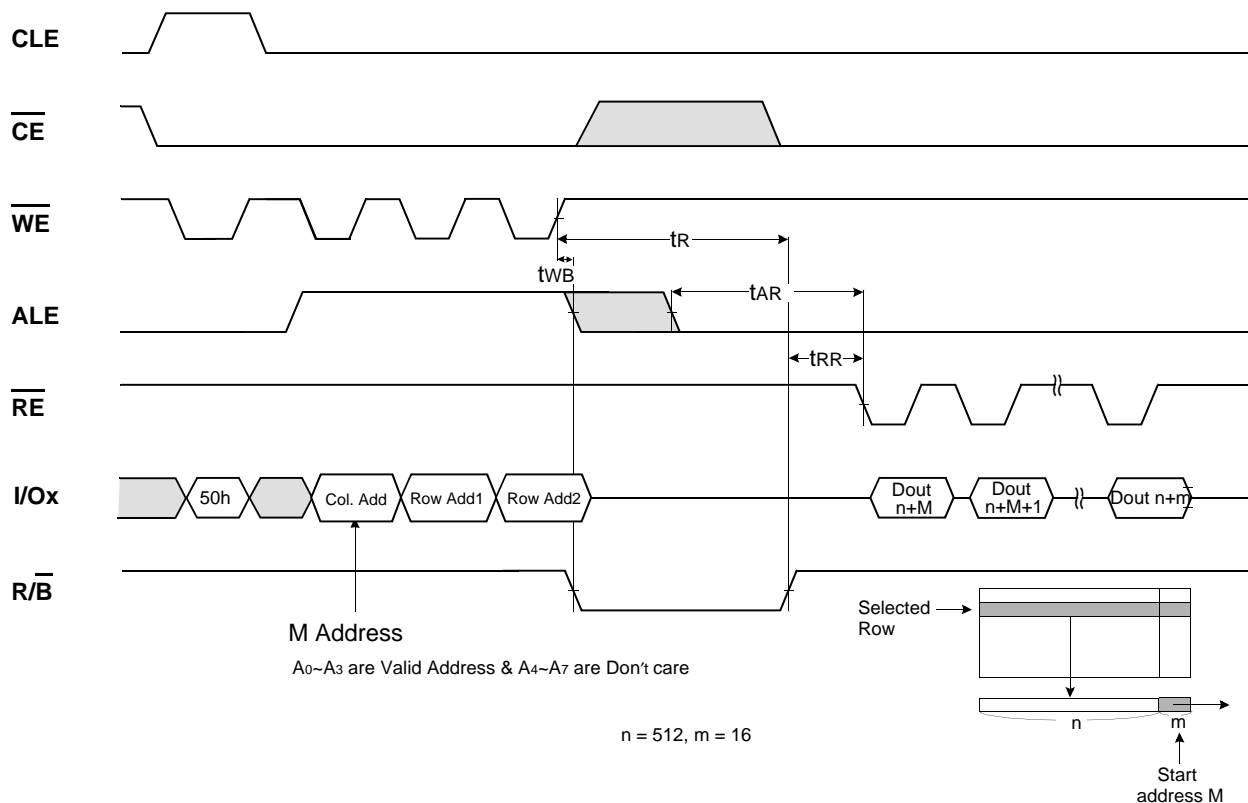 CLE
CE
WE
tR
tWB
ALE
tAR
tRR
RE
I/Ox
50h
Col. Add
Row Add1
Row Add2
Dout
n+M
Dout
n+M+1
Dout n+m
R/B
M Address
A0~A3 are Valid Address & A4~A7 are Don't care
Selected
Row
n
m
n = 512, m = 16
Start
address M